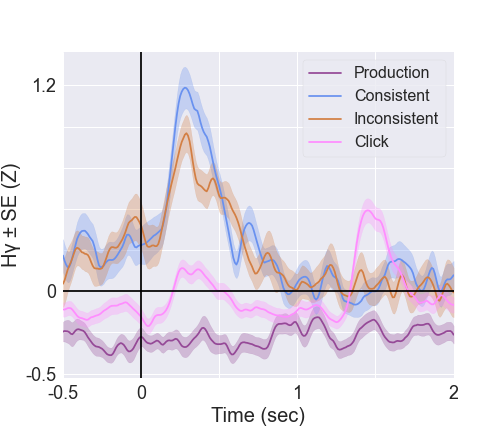 Production
Consistent
Inconsistent
Click
Hγ ± SE (Z)
1.2
0
-0.5
-0.5 0 1 2
Time (sec)